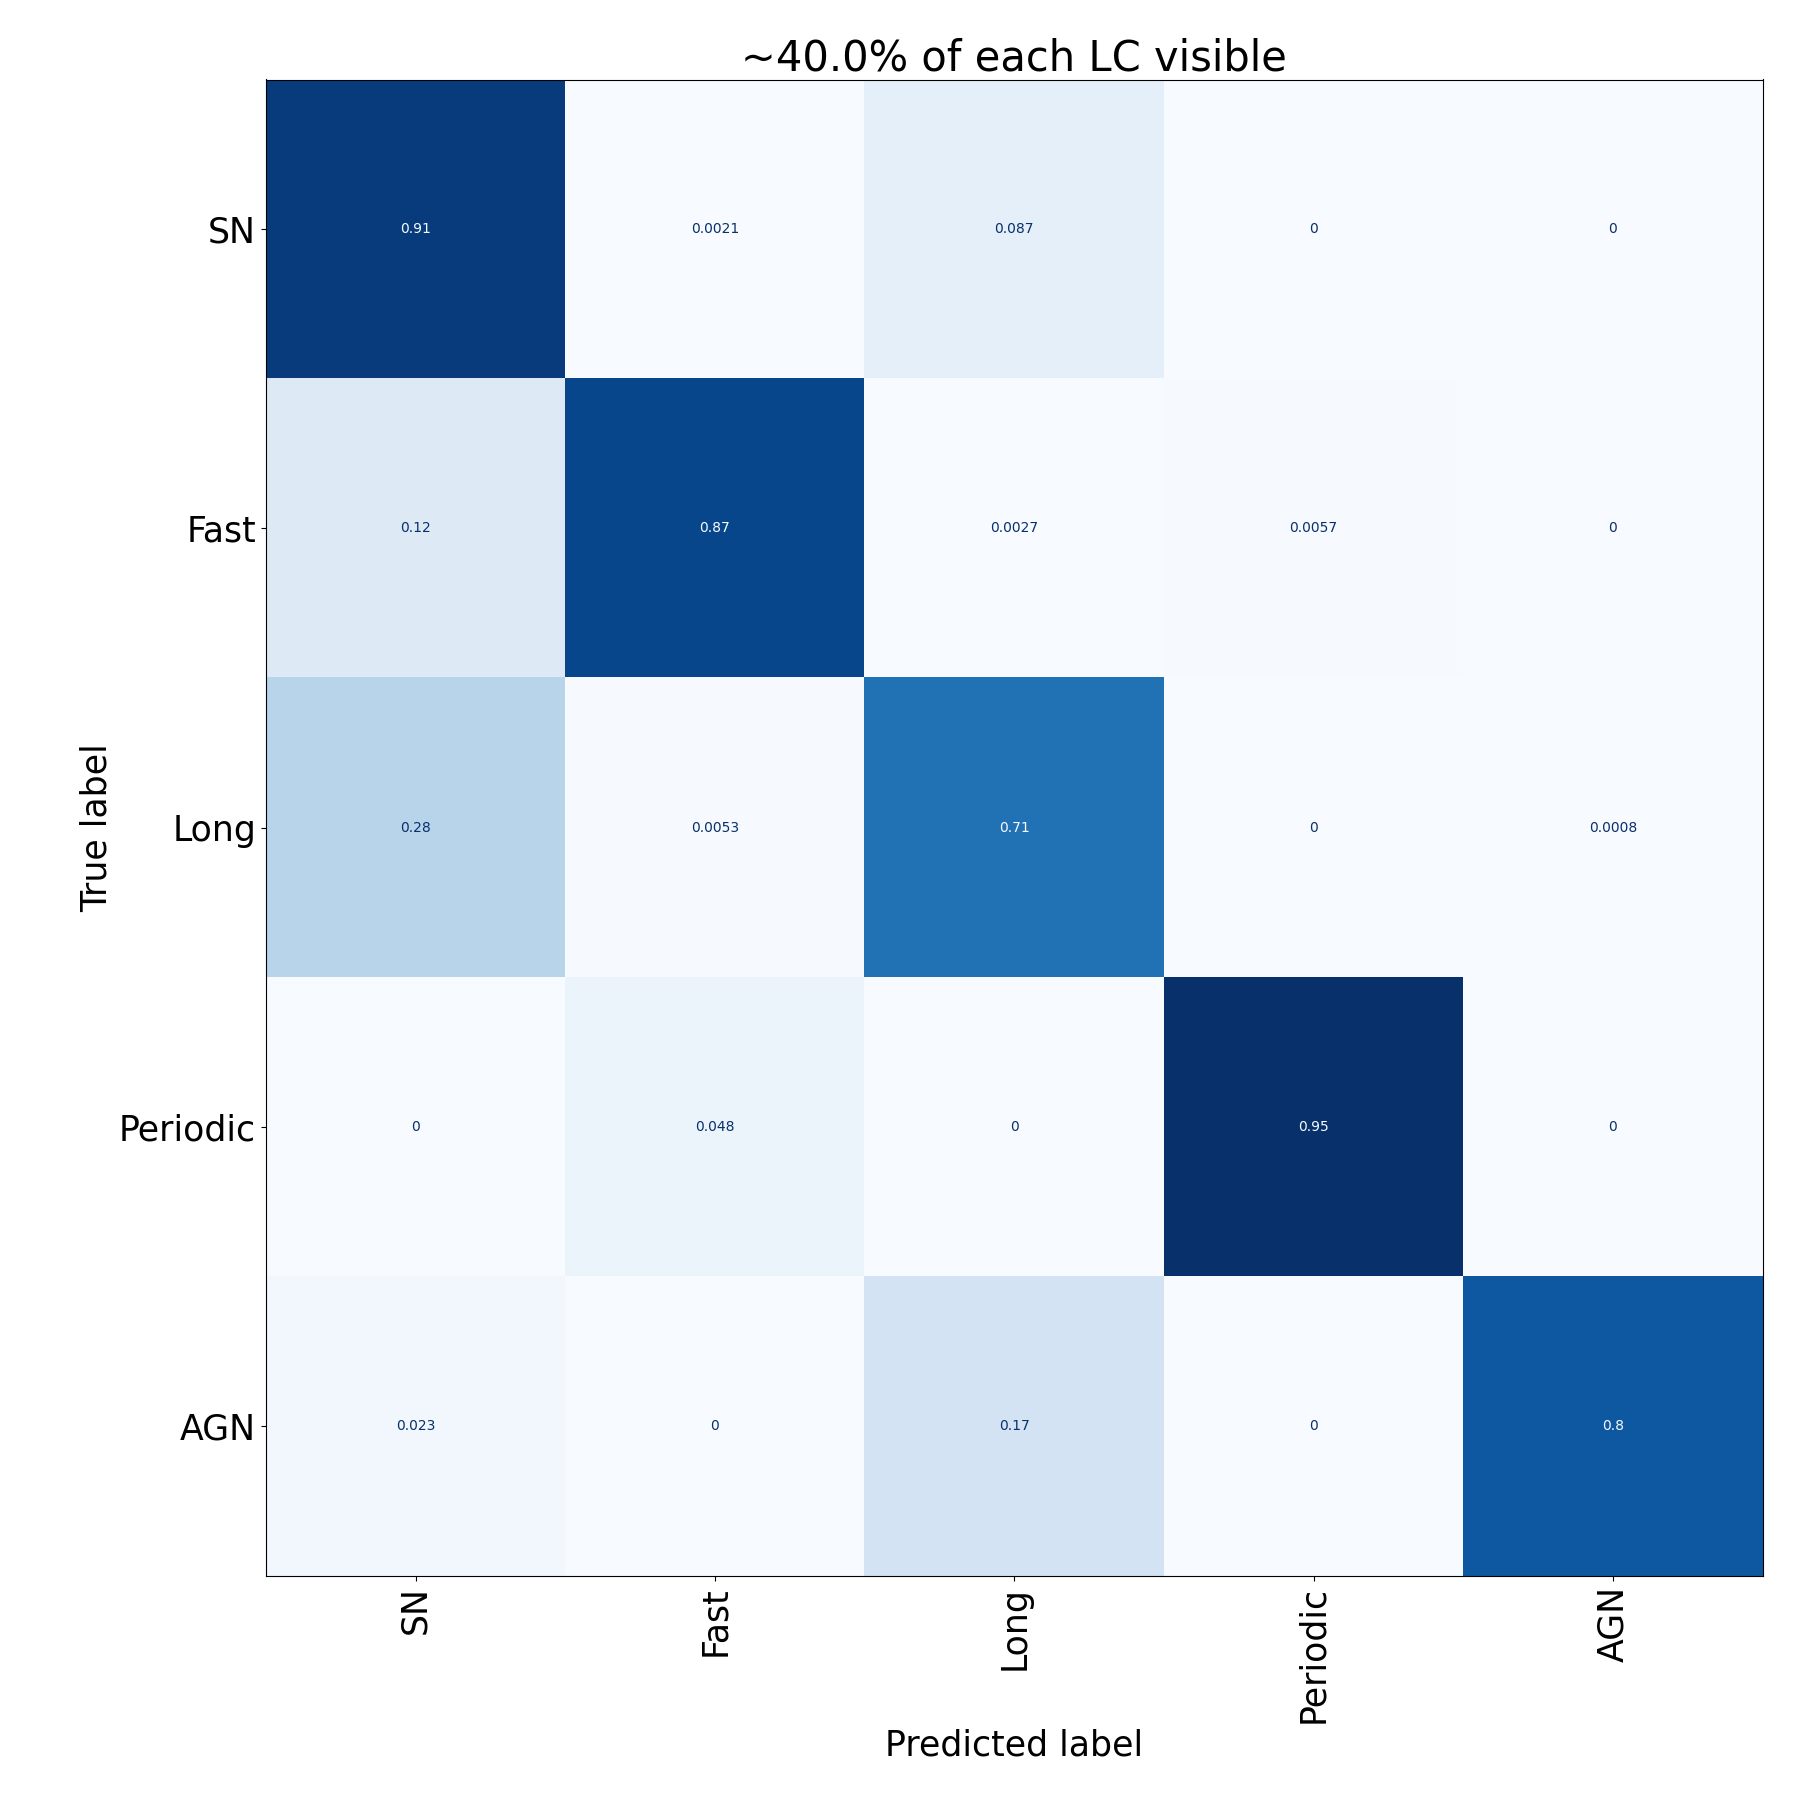 ~40.0% of each LC visible
SN 0.91 0.0021 0.087 0 0
Fast 0.12 0.87 0.0027 0.0057 0
Long 0.28 0.0053 0.71 0 0.0008
Periodic 0 0.048 0 0.95 0
AGN 0.023 0 0.17 0 0.8
True label
SN Fast Long Periodic AGN
Predicted label